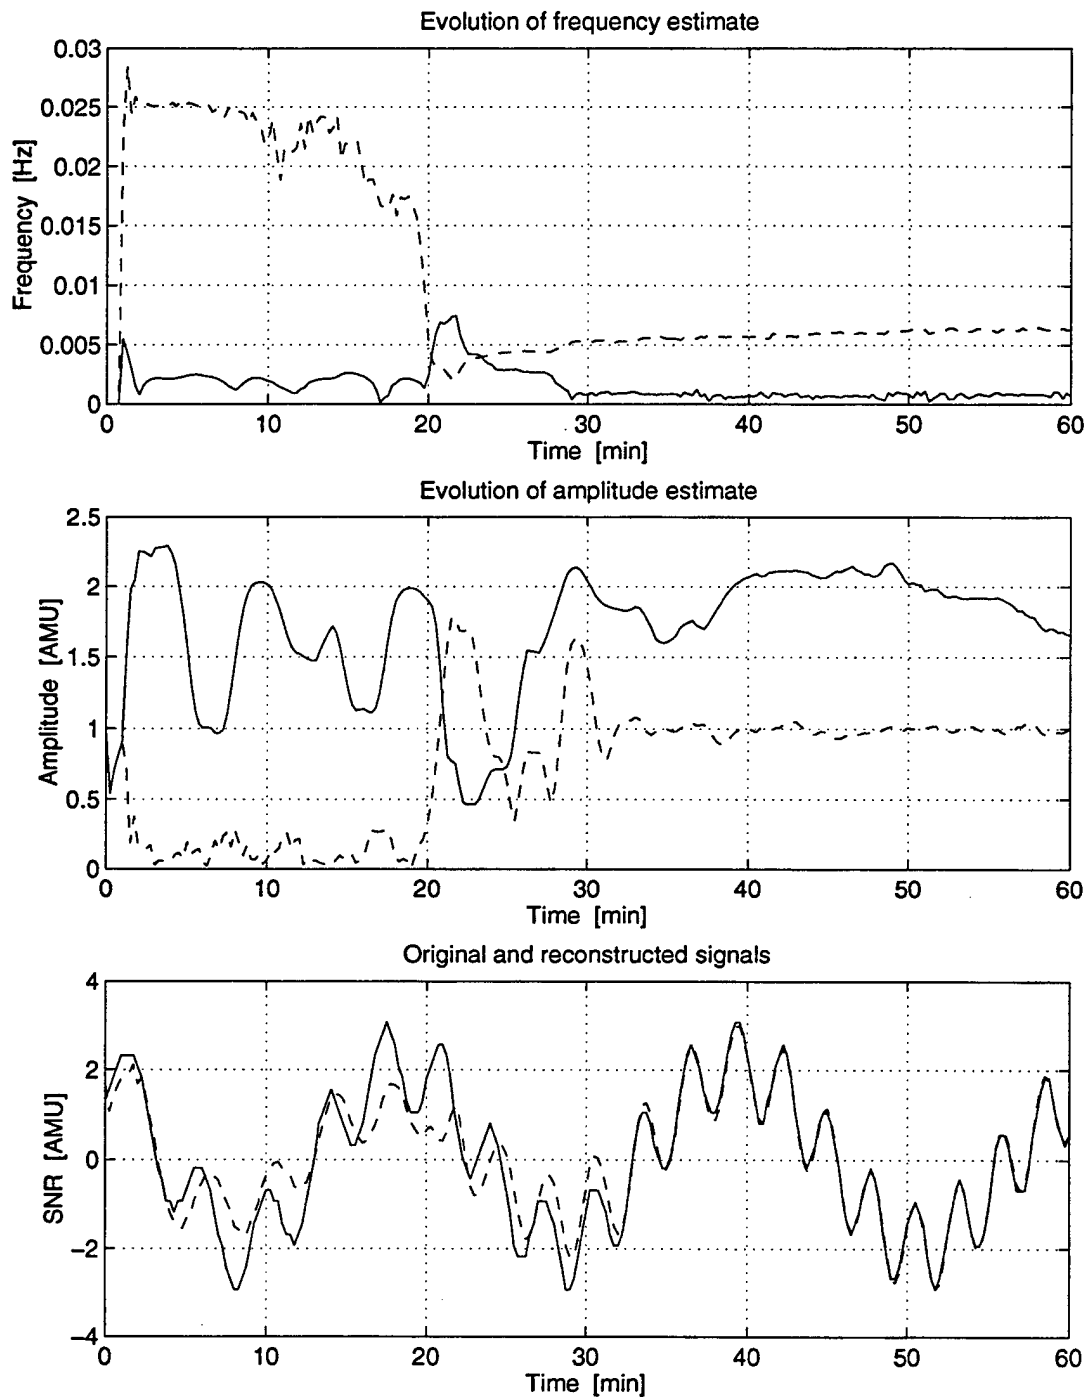 Evolution of frequency estimate
Frequency [Hz]
0.03
0.025
0.02
0.015
0.01
0.005
0
0 10 20 30 40 50 60
Time [min]
Evolution of amplitude estimate
Amplitude [AMU]
2.5
2
1.5
1
0.5
0
0 10 20 30 40 50 60
Time [min]
Original and reconstructed signals
SNR [AMU]
4
2
0
−2
−4
0 10 20 30 40 50 60
Time [min]